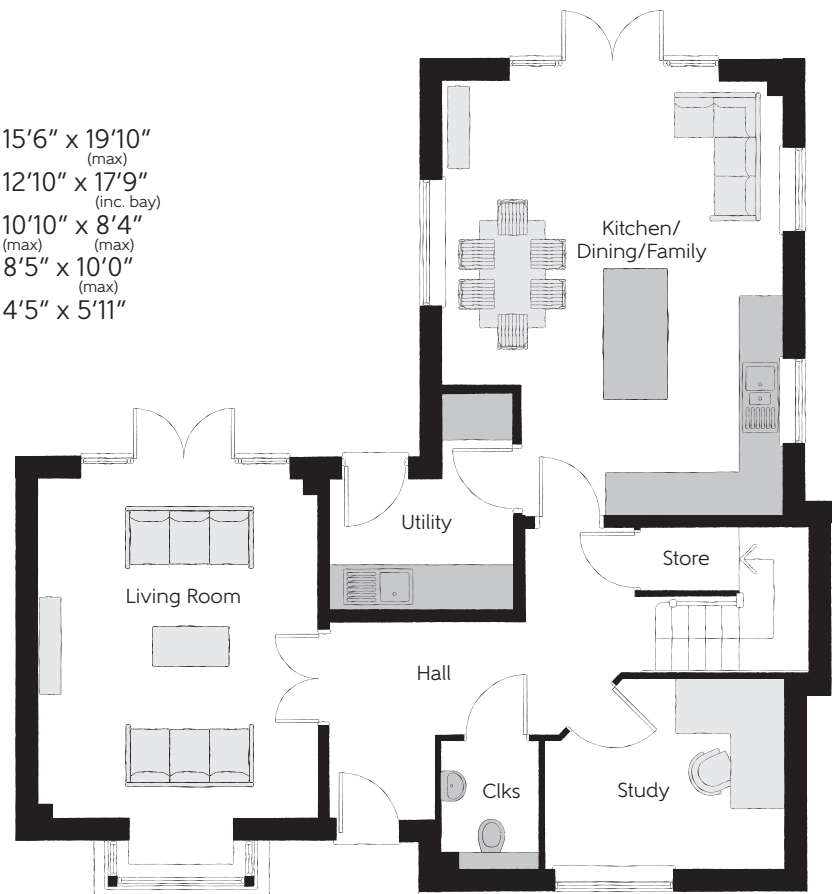 15'6" x 19'10"
(max)
12'10" x 17'9"
(inc. bay)
10'10" x 8'4"
(max) (max)
8'5" x 10'0"
(max)
4'5" x 5'11"
Kitchen/
Dining/Family
Utility
Store
Living Room
Hall
Clks
Study